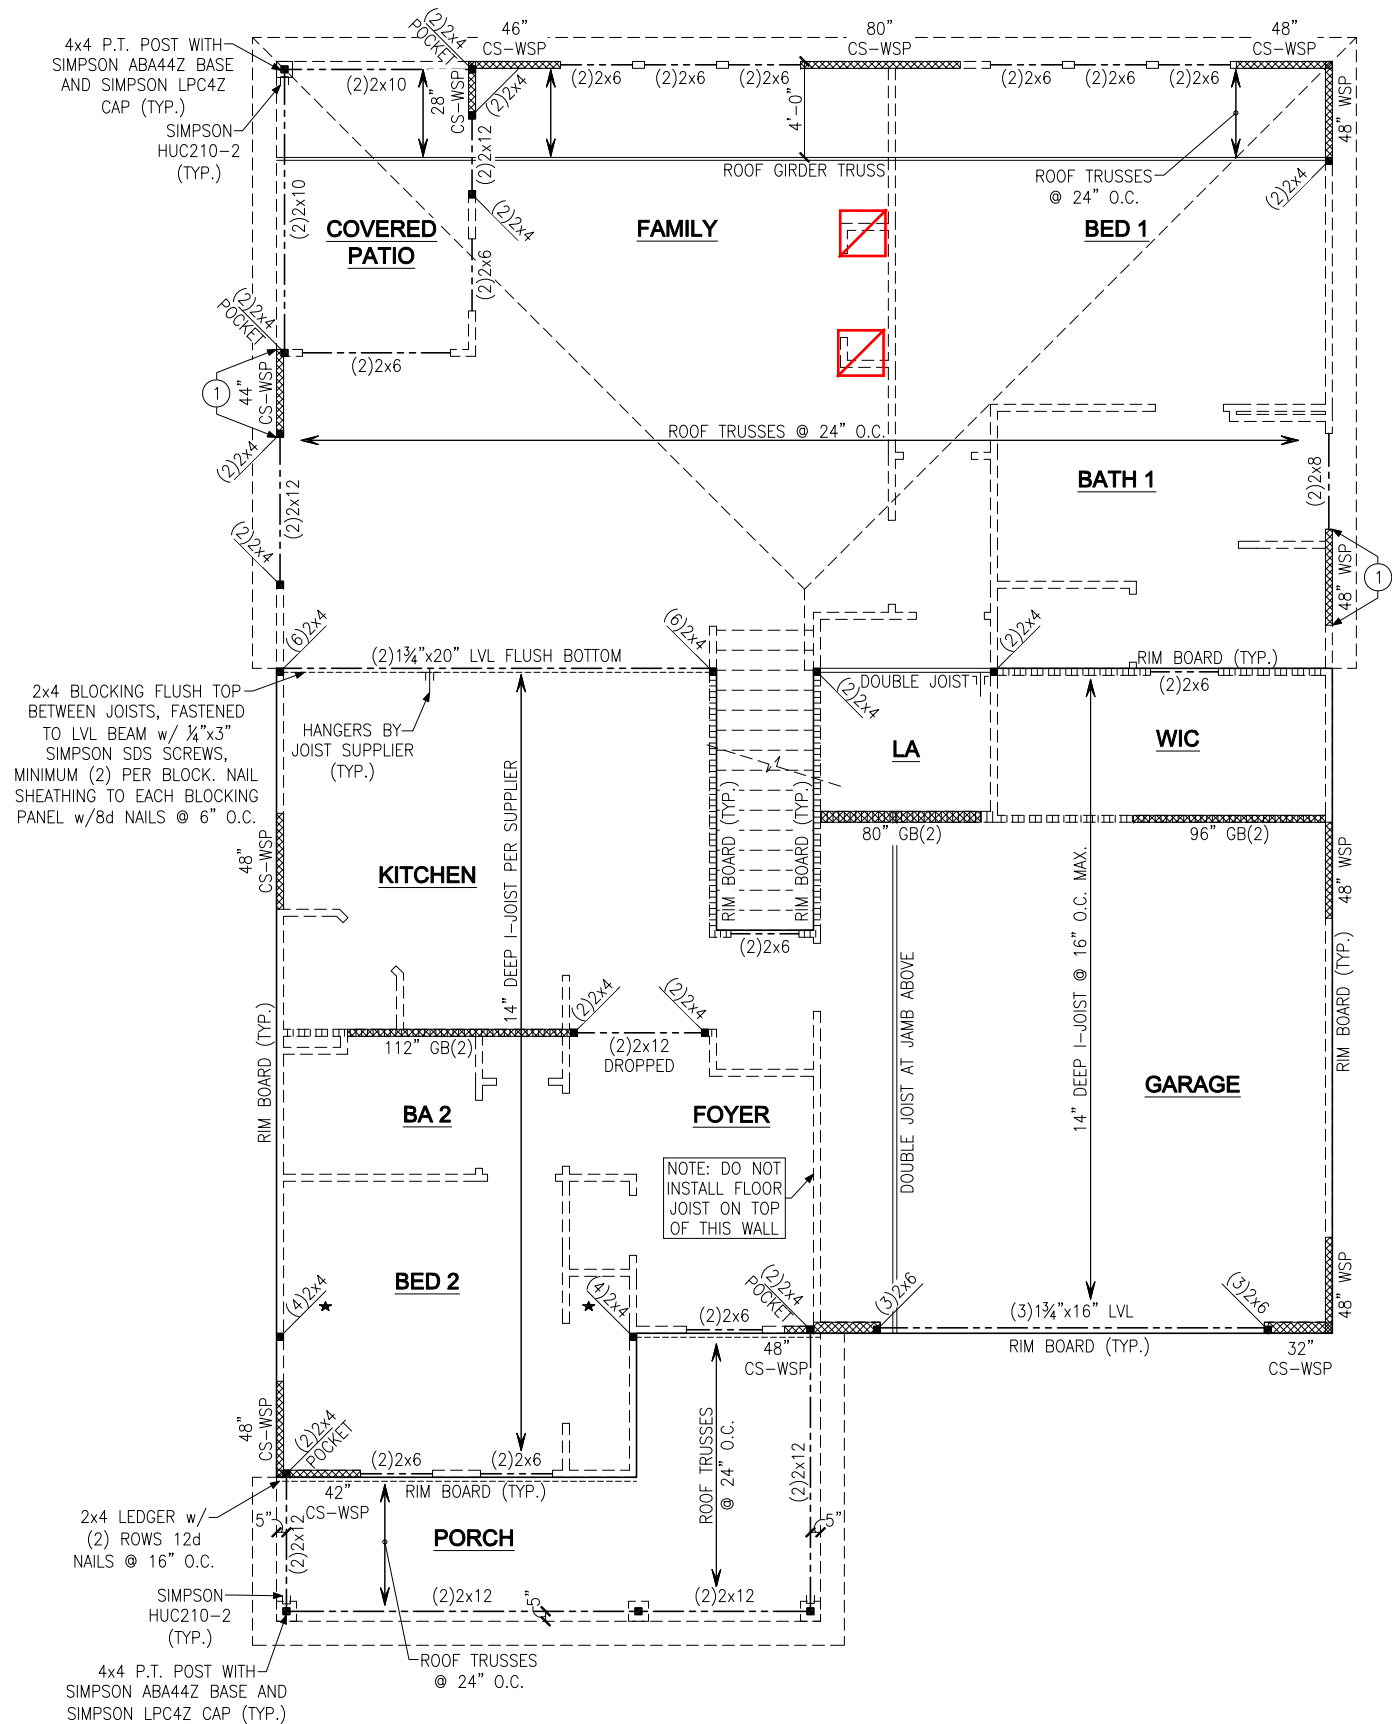 46"
CS-WSP
80"
CS-WSP
48"
CS-WSP
4x4 P.T. POST WITH
SIMPSON ABA44Z BASE
AND SIMPSON LPC4Z
CAP (TYP.)
(2)2x4
POCKET
(2)2x10
28"
CS-WSP
(2)2x4
(2)2x6
(2)2x6
(2)2x6
(2)2x6
(2)2x6
(2)2x6
4'-0"
48" WSP
SIMPSON
HUC210-2
(TYP.)
(2)2x12
ROOF GIRDER TRUSS
ROOF TRUSSES
@ 24" O.C.
(2)2x4
(2)2x10
(2)2x4
COVERED
PATIO
FAMILY
BED 1
(2)2x6
(2)2x4
POCKET
(2)2x6
1
44"
CS-WSP
ROOF TRUSSES @ 24" O.C.
(2)2x4
(2)2x12
BATH 1
(2)2x8
(2)2x4
48" WSP
1
(6)2x4
(6)2x4
(2)2x4
(2)1¾"x20" LVL FLUSH BOTTOM
RIM BOARD (TYP.)
DOUBLE JOIST
(2)2x6
(2)2x4
2x4 BLOCKING FLUSH TOP
BETWEEN JOISTS, FASTENED
TO LVL BEAM w/ ¼"x3"
SIMPSON SDS SCREWS,
MINIMUM (2) PER BLOCK. NAIL
SHEATHING TO EACH BLOCKING
PANEL w/8d NAILS @ 6" O.C.
HANGERS BY
JOIST SUPPLIER
(TYP.)
LA
WIC
14" DEEP I-JOIST PER SUPPLIER
RIM BOARD (TYP.)
RIM BOARD (TYP.)
80" GB(2)
96" GB(2)
48"
CS-WSP
KITCHEN
48" WSP
(2)2x6
14" DEEP I-JOIST @ 16" O.C. MAX.
RIM BOARD (TYP.)
RIM BOARD (TYP.)
(2)2x4
(2)2x4
112" GB(2)
(2)2x12
DROPPED
DOUBLE JOIST AT JAMB ABOVE
GARAGE
BA 2
FOYER
NOTE: DO NOT
INSTALL FLOOR
JOIST ON TOP
OF THIS WALL
BED 2
(4)2x4
(4)2x4
(2)2x4
POCKET
(2)2x6
(3)2x6
(3)1¾"x16" LVL
(3)2x6
48" WSP
48"
CS-WSP
RIM BOARD (TYP.)
32"
CS-WSP
48"
CS-WSP
(2)2x4
POCKET
(2)2x6
(2)2x6
ROOF TRUSSES
@ 24" O.C.
(2)2x12
RIM BOARD (TYP.)
42"
CS-WSP
2x4 LEDGER w/
(2) ROWS 12d
NAILS @ 16" O.C.
5"
(2)2x12
PORCH
5"
SIMPSON
HUC210-2
(TYP.)
(2)2x12
5"
(2)2x12
4x4 P.T. POST WITH
SIMPSON ABA44Z BASE AND
SIMPSON LPC4Z CAP (TYP.)
ROOF TRUSSES
@ 24" O.C.